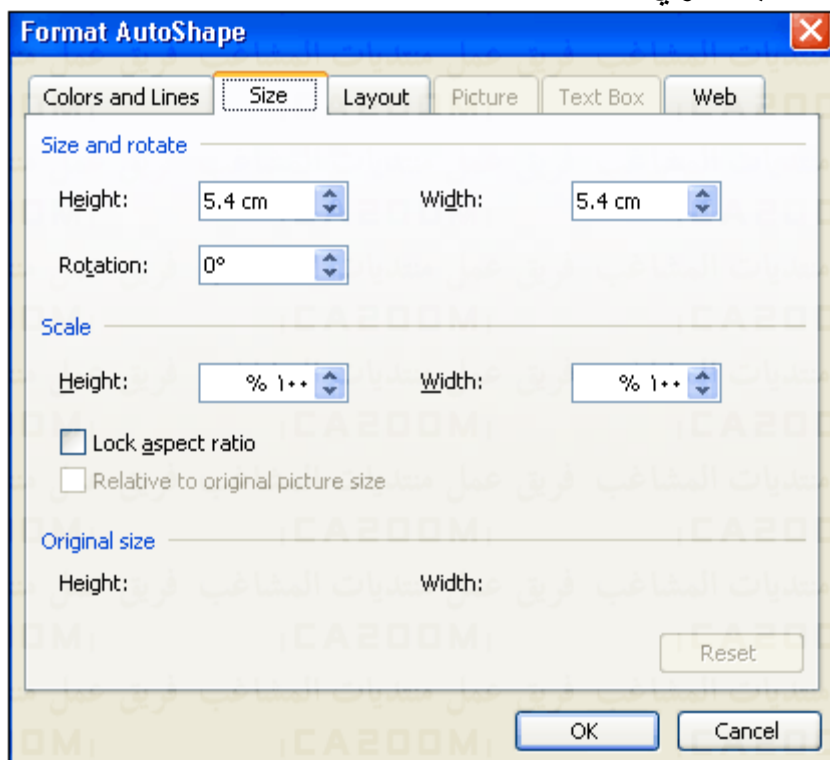 Format AutoShape
Colors and Lines Size Layout Picture Text Box Web
Size and rotate
Height: 5.4 cm Width: 5.4 cm
Rotation: 0°
Scale
Height: % ١٠٠ Width: % ١٠٠
Lock aspect ratio
Relative to original picture size
Original size
Height: Width:
Reset
OK Cancel